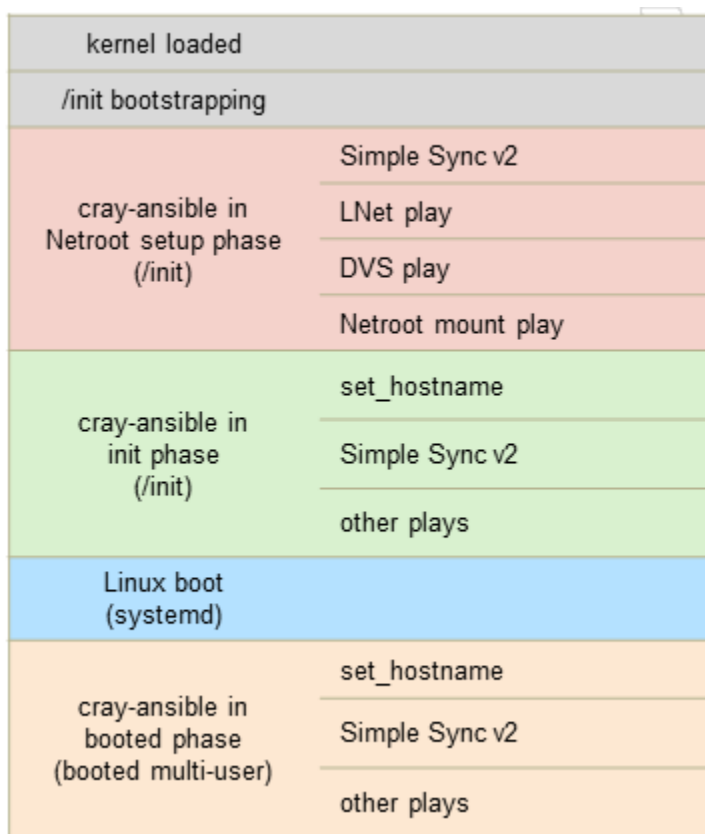 kernel loaded
/init bootstrapping
cray-ansible in
Netroot setup phase
(/init)
Simple Sync v2
LNet play
DVS play
Netroot mount play
cray-ansible in
init phase
(/init)
set_hostname
Simple Sync v2
other plays
Linux boot
(systemd)
cray-ansible in
booted phase
(booted multi-user)
set_hostname
Simple Sync v2
other plays